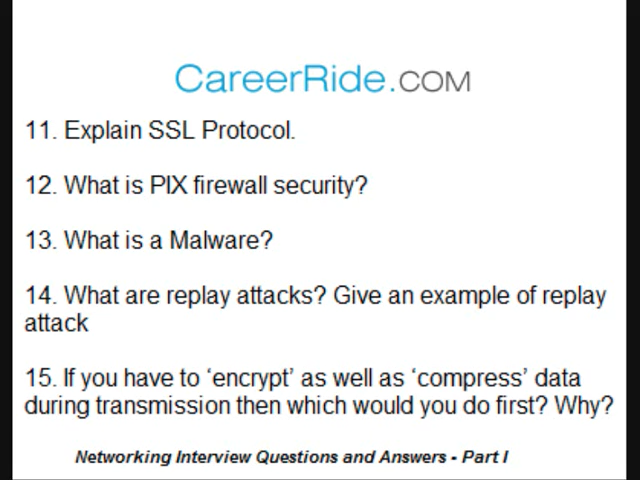 CareerRide.COM
11. Explain SSL Protocol.
12. What is PIX firewall security?
13. What is a Malware?
14. What are replay attacks? Give an example of replay
attack
15. If you have to ‘encrypt’ as well as ‘compress’ data
during transmission then which would you do first? Why?
Networking Interview Questions and Answers - Part I